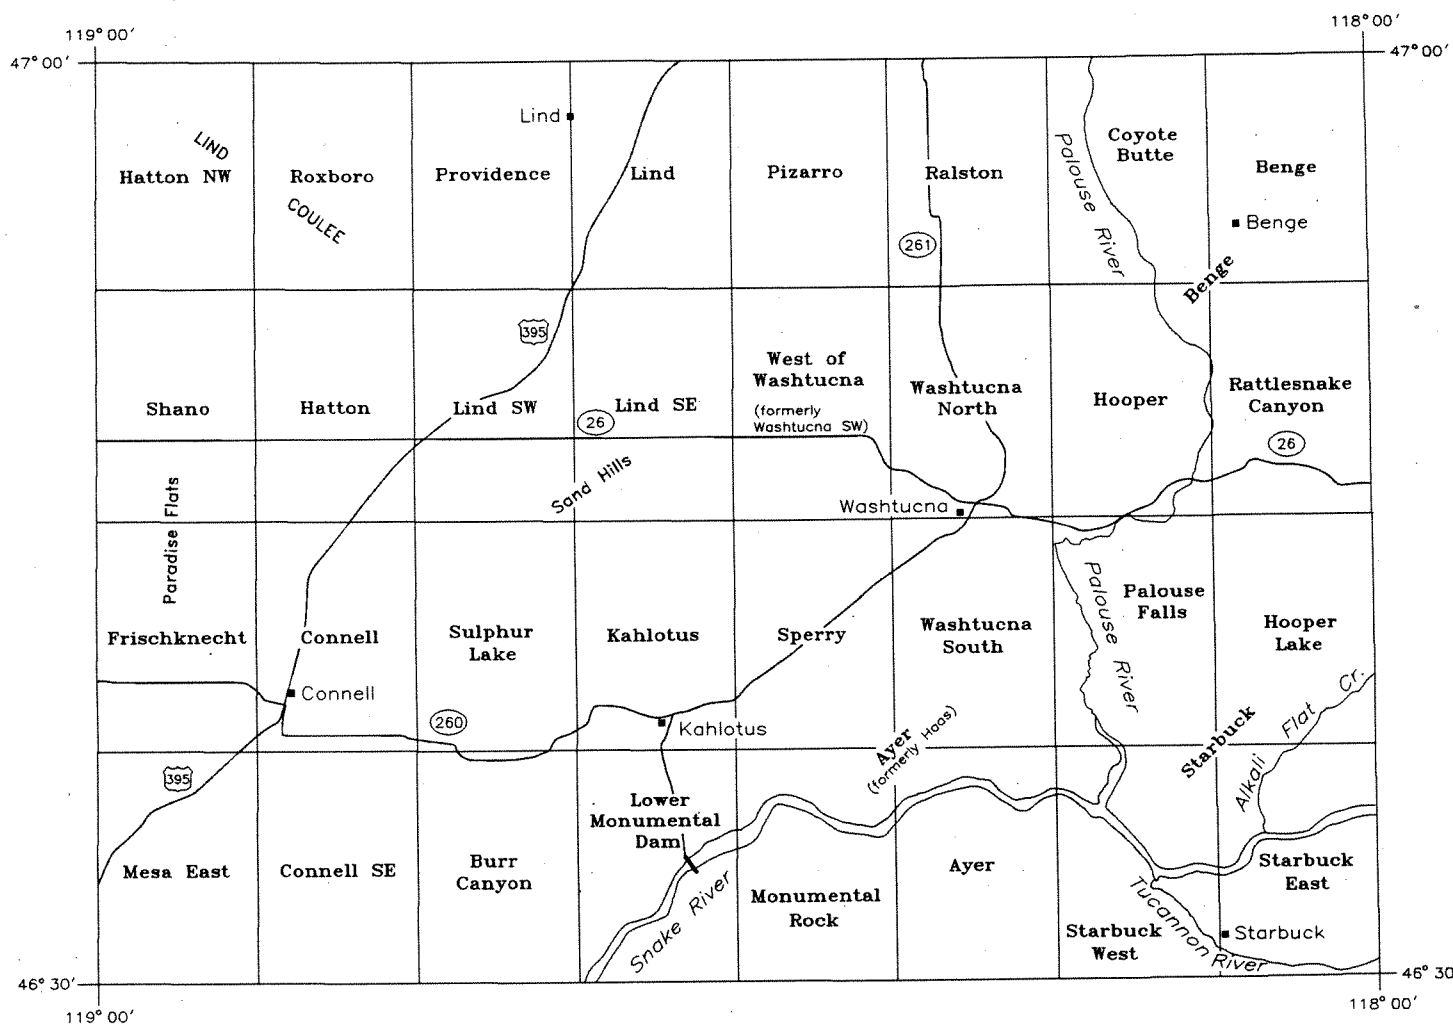 119° 00′
118° 00′
47° 00′
47° 00′
Lind
LIND
Hatton NW
Roxboro
COULEE
Providence
Lind
Pizarro
Ralston
261
Palouse River
Coyote
Butte
Benge
Benge
Benge
395
Shano
Hatton
Lind SW
26
Lind SE
West of
Washtucna
(formerly
Washtucna SW)
Washtucna
North
Hooper
Rattlesnake
Canyon
26
Paradise Flats
Sand Hills
Washtucna
Frischknecht
Connell
Sulphur
Lake
Kahlotus
Sperry
Washtucna
South
Palouse River
Palouse
Falls
Hooper
Lake
Connell
260
Kahlotus
Ayer
(formerly Haas)
Starbuck
Alkali Flat Cr.
395
Lower
Monumental
Dam
Mesa East
Connell SE
Burr
Canyon
Snake River
Monumental
Rock
Ayer
Starbuck
East
Tucannon River
Starbuck
West
Starbuck
46° 30′
46° 30
119° 00′
118° 00′